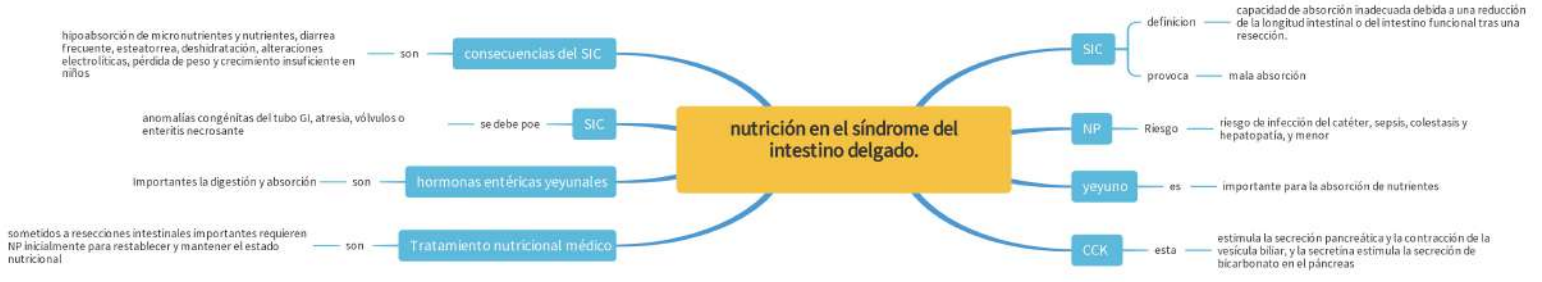 nutrición en el síndrome del
intestino delgado.
consecuencias del SIC
son
hipoabsorción de micronutrientes y nutrientes, diarrea
frecuente, esteatorrea, deshidratación, alteraciones
electrolíticas, pérdida de peso y crecimiento insuficiente en
niños
SIC
se debe poe
anomalías congénitas del tubo GI, atresia, vólvulos o
enteritis necrosante
hormonas entéricas yeyunales
son
Importantes la digestión y absorción
Tratamiento nutricional médico
son
sometidos a resecciones intestinales importantes requieren
NP inicialmente para restablecer y mantener el estado
nutricional
SIC
definicion
capacidad de absorción inadecuada debida a una reducción
de la longitud intestinal o del intestino funcional tras una
resección.
provoca
mala absorción
NP
Riesgo
riesgo de infección del catéter, sepsis, colestasis y
hepatopatía, y menor
yeyuno
es
importante para la absorción de nutrientes
CCK
esta
estimula la secreción pancreática y la contracción de la
vesícula biliar, y la secretina estimula la secreción de
bicarbonato en el páncreas